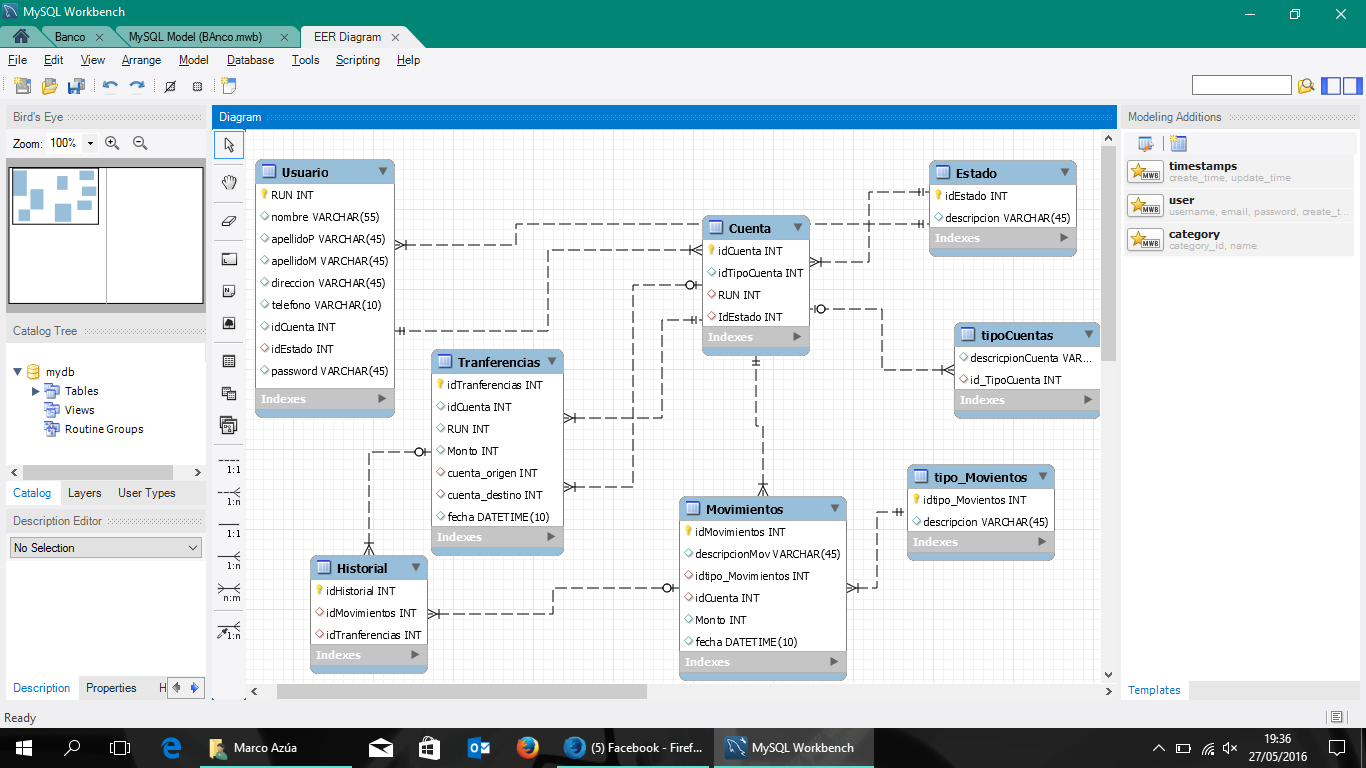 MySQL Workbench
Banco
MySQL Model (BAnco.mwb)
EER Diagram
File Edit View Arrange Model Database Tools Scripting Help
Bird's Eye
Zoom: 100%
Catalog Tree
mydb
Tables
Views
Routine Groups
Catalog Layers User Types
Description Editor
No Selection
Description Properties H
Diagram
1:1
1:n
1:1
1:n
n:m
1:n
Usuario
RUN INT
nombre VARCHAR(55)
apellidoP VARCHAR(45)
apellidoM VARCHAR(45)
direccion VARCHAR(45)
telefono VARCHAR(10)
idCuenta INT
idEstado INT
password VARCHAR(45)
Indexes
Tranferencias
idTranferencias INT
idCuenta INT
RUN INT
Monto INT
cuenta_origen INT
cuenta_destino INT
fecha DATETIME(10)
Indexes
Historial
idHistorial INT
idMovimientos INT
idTranferencias INT
Indexes
Cuenta
idCuenta INT
idTipoCuenta INT
RUN INT
IdEstado INT
Indexes
Movimientos
idMovimientos INT
descripcionMov VARCHAR(45)
idtipo_Movimientos INT
idCuenta INT
Monto INT
fecha DATETIME(10)
Indexes
Estado
idEstado INT
descripcion VARCHAR(45)
Indexes
tipoCuentas
descricpionCuenta VAR...
id_TipoCuenta INT
Indexes
tipo_Movientos
idtipo_Movientos INT
descripcion VARCHAR(45)
Indexes
Modeling Additions
MWB
timestamps
create_time, update_time
MWB
user
username, email, password, create_t...
MWB
category
category_id, name
Templates
Ready
Marco Azúa
(5) Facebook - Firef...
MySQL Workbench
19:36
27/05/2016